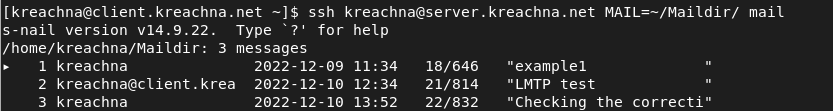 [kreachna@client.kreachna.net ~]$ ssh kreachna@server.kreachna.net MAIL=~/Maildir/ mail
s-nail version v14.9.22.  Type `?' for help
/home/kreachna/Maildir: 3 messages
▸   1 kreachna              2022-12-09 11:34   18/646   "example1             "
    2 kreachna@client.krea  2022-12-10 12:34   21/814   "LMTP test            "
    3 kreachna              2022-12-10 13:52   22/832   "Checking the correcti"